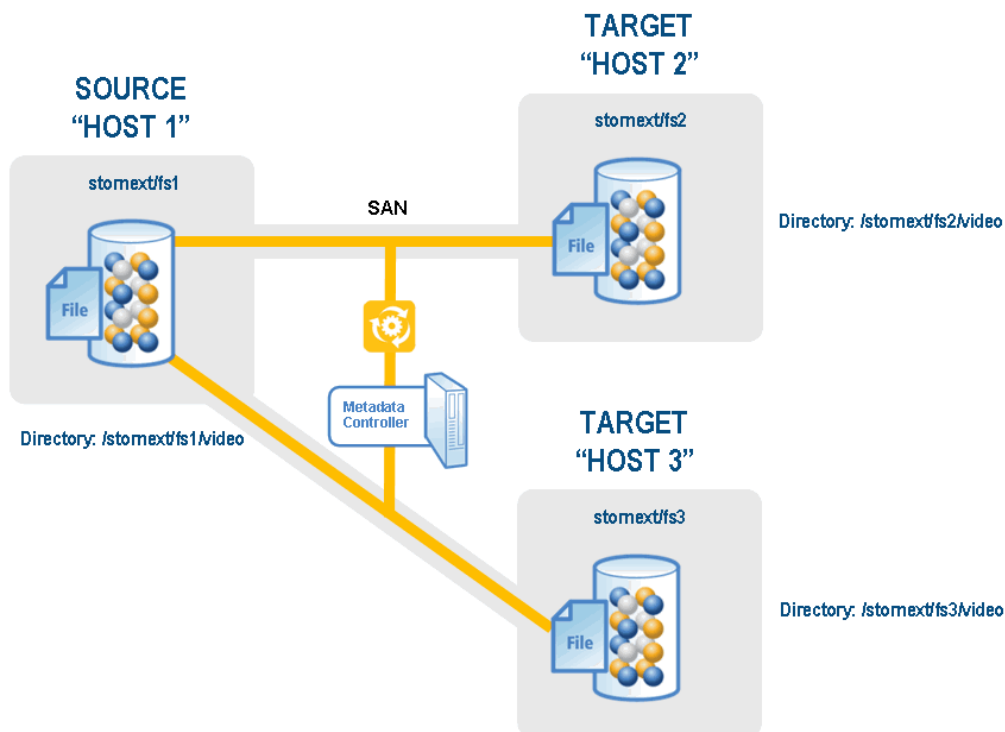 TARGET
“HOST 2”
SOURCE
“HOST 1”
stornext/fs2
stornext/fs1
SAN
File
Directory: /stornext/fs2/video
File
Metadata
Controller
Directory: /stornext/fs1/video
TARGET
“HOST 3”
stornext/fs3
File
Directory: /stornext/fs3/video